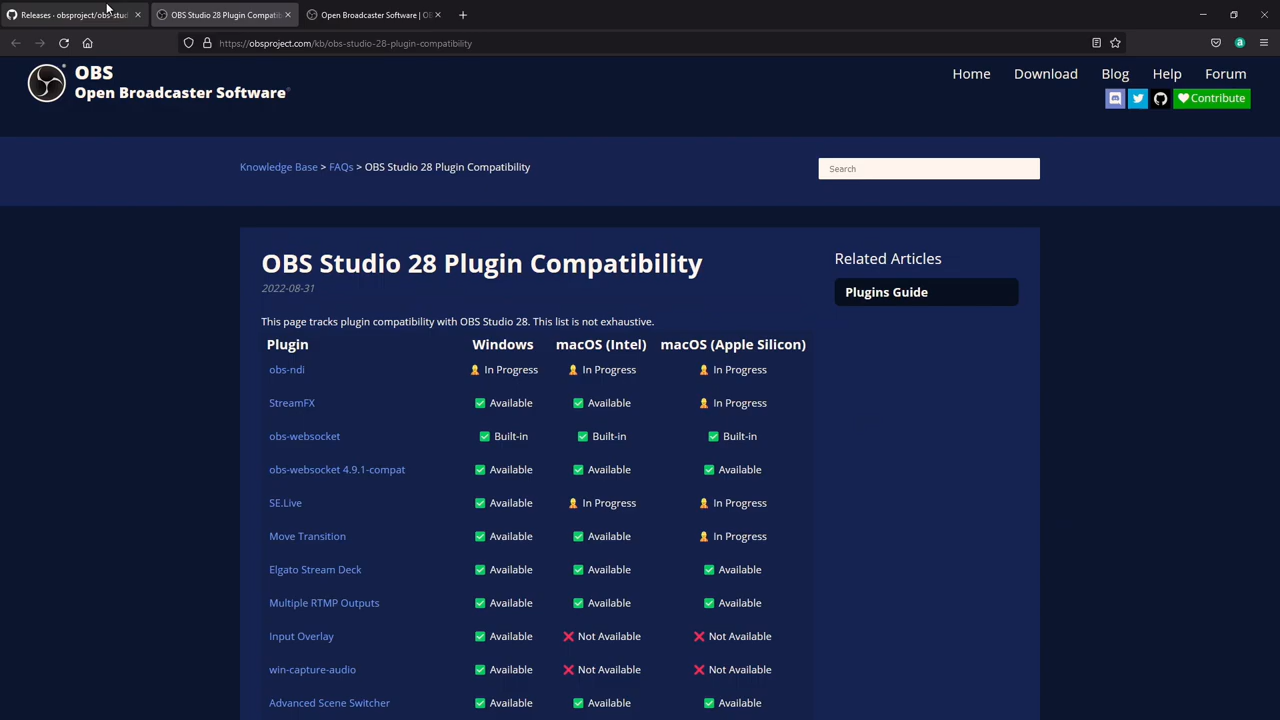 Releases · obsproject/obs-stud
OBS Studio 28 Plugin Compatibi
Open Broadcaster Software | OB
https://obsproject.com/kb/obs-studio-28-plugin-compatibility
OBS
Open Broadcaster Software
Home
Download
Blog
Help
Forum
Contribute
Knowledge Base > FAQs > OBS Studio 28 Plugin Compatibility
Search
OBS Studio 28 Plugin Compatibility
2022-08-31
This page tracks plugin compatibility with OBS Studio 28. This list is not exhaustive.
Plugin Windows macOS (Intel) macOS (Apple Silicon)
obs-ndi In Progress In Progress In Progress
StreamFX Available Available In Progress
obs-websocket Built-in Built-in Built-in
obs-websocket 4.9.1-compat Available Available Available
SE.Live Available In Progress In Progress
Move Transition Available Available In Progress
Elgato Stream Deck Available Available Available
Multiple RTMP Outputs Available Available Available
Input Overlay Available Not Available Not Available
win-capture-audio Available Not Available Not Available
Advanced Scene Switcher Available Available Available
Related Articles
Plugins Guide